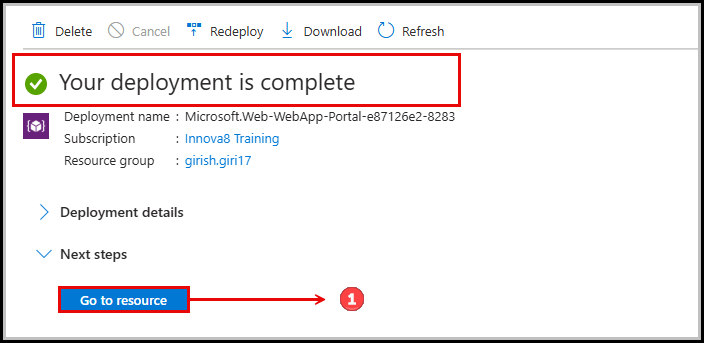 Delete Cancel Redeploy Download Refresh
Your deployment is complete
Deployment name : Microsoft.Web-WebApp-Portal-e87126e2-8283
Subscription : Innova8 Training
Resource group : girish.giri17
Deployment details
Next steps
Go to resource 1